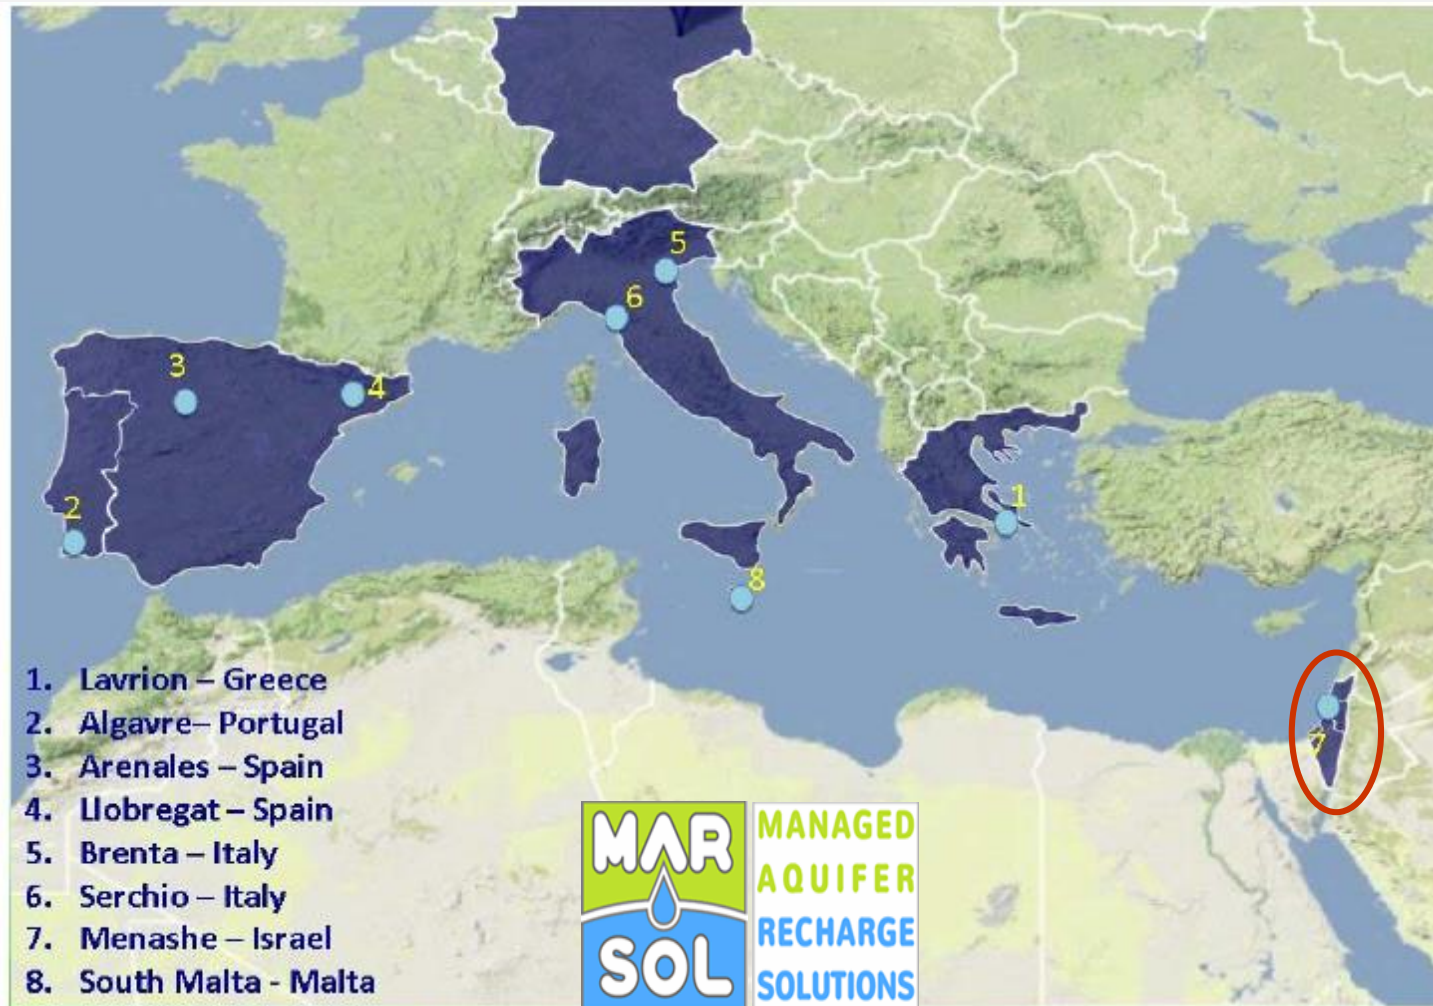 5
6
3
4
2
1
8
7
1. Lavrion – Greece
2. Algavre– Portugal
3. Arenales – Spain
4. Llobregat – Spain
5. Brenta – Italy
6. Serchio – Italy
7. Menashe – Israel
8. South Malta - Malta
MAR
SOL
MANAGED
AQUIFER
RECHARGE
SOLUTIONS